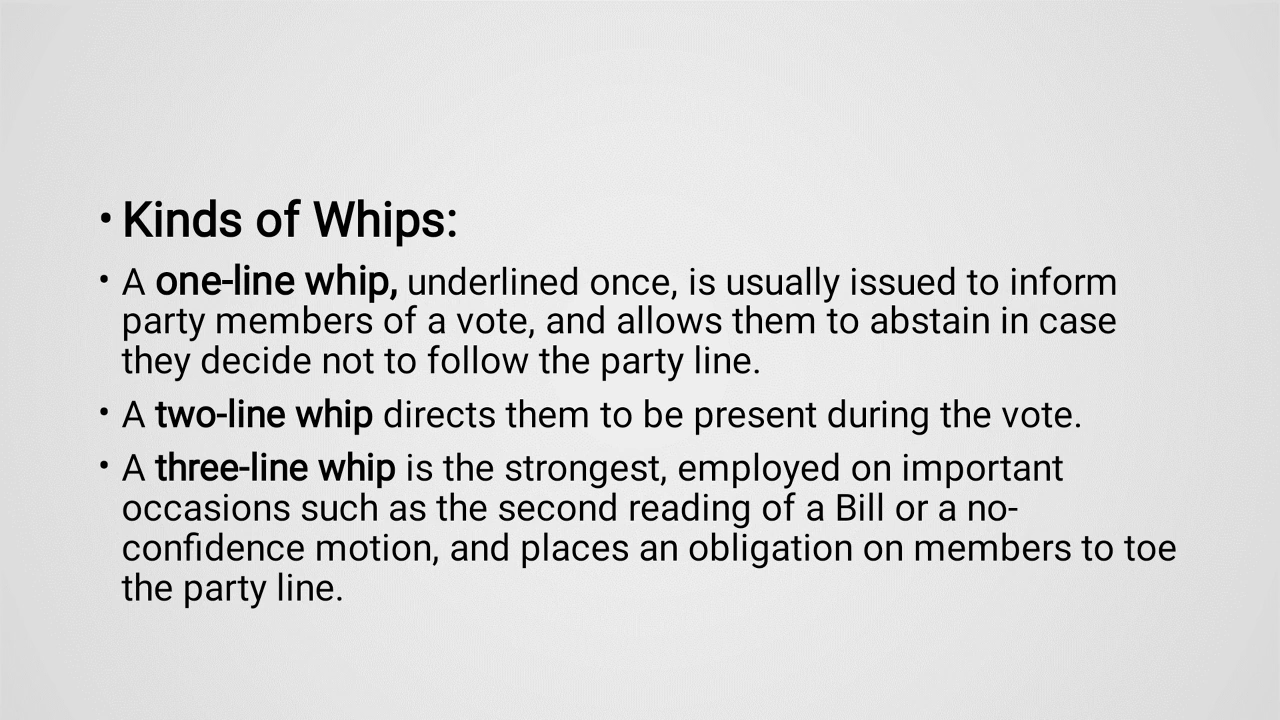 • Kinds of Whips:
• A one-line whip, underlined once, is usually issued to inform
party members of a vote, and allows them to abstain in case
they decide not to follow the party line.
• A two-line whip directs them to be present during the vote.
• A three-line whip is the strongest, employed on important
occasions such as the second reading of a Bill or a no-
confidence motion, and places an obligation on members to toe
the party line.